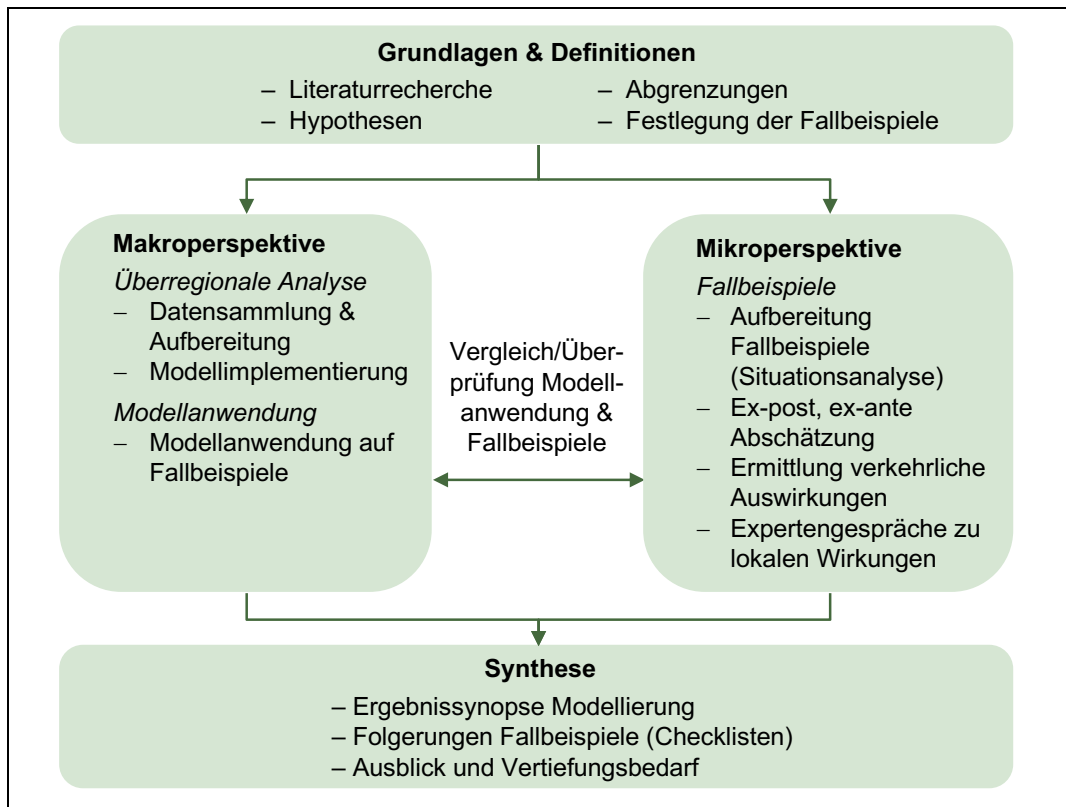 Grundlagen & Definitionen
– Literaturrecherche
– Hypothesen
– Abgrenzungen
– Festlegung der Fallbeispiele
Makroperspektive
Überregionale Analyse
– Datensammlung &
Aufbereitung
– Modellimplementierung
Modellanwendung
– Modellanwendung auf
Fallbeispiele
Vergleich/Über-
prüfung Modell-
anwendung &
Fallbeispiele
Mikroperspektive
Fallbeispiele
– Aufbereitung
Fallbeispiele
(Situationsanalyse)
– Ex-post, ex-ante
Abschätzung
– Ermittlung verkehrliche
Auswirkungen
– Expertengespräche zu
lokalen Wirkungen
Synthese
– Ergebnissynopse Modellierung
– Folgerungen Fallbeispiele (Checklisten)
– Ausblick und Vertiefungsbedarf